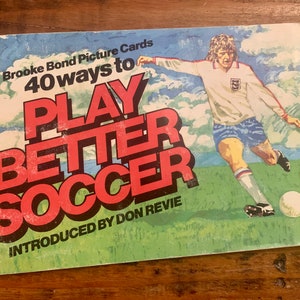 Brooke Bond Picture Cards
40 ways to
PLAY
BETTER
SOCCER
INTRODUCED BY DON REVIE